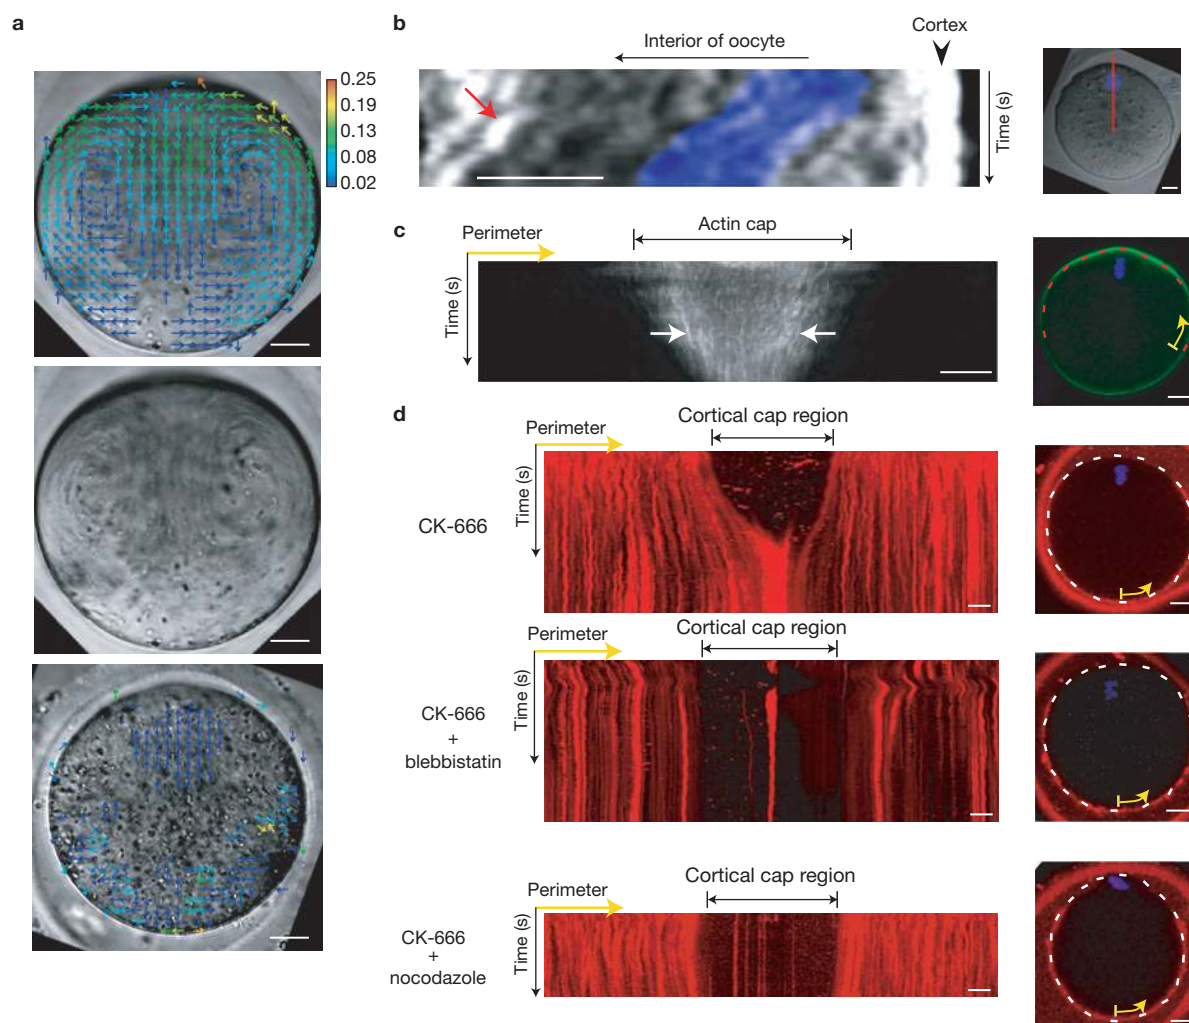 a
0.25
0.19
0.13
0.08
0.02
b
Interior of oocyte
Cortex
Time (s)
c
Perimeter
Actin cap
Time (s)
d
Perimeter
Cortical cap region
Time (s)
CK-666
Perimeter
Cortical cap region
Time (s)
CK-666
+
blebbistatin
Perimeter
Cortical cap region
Time (s)
CK-666
+
nocodazole